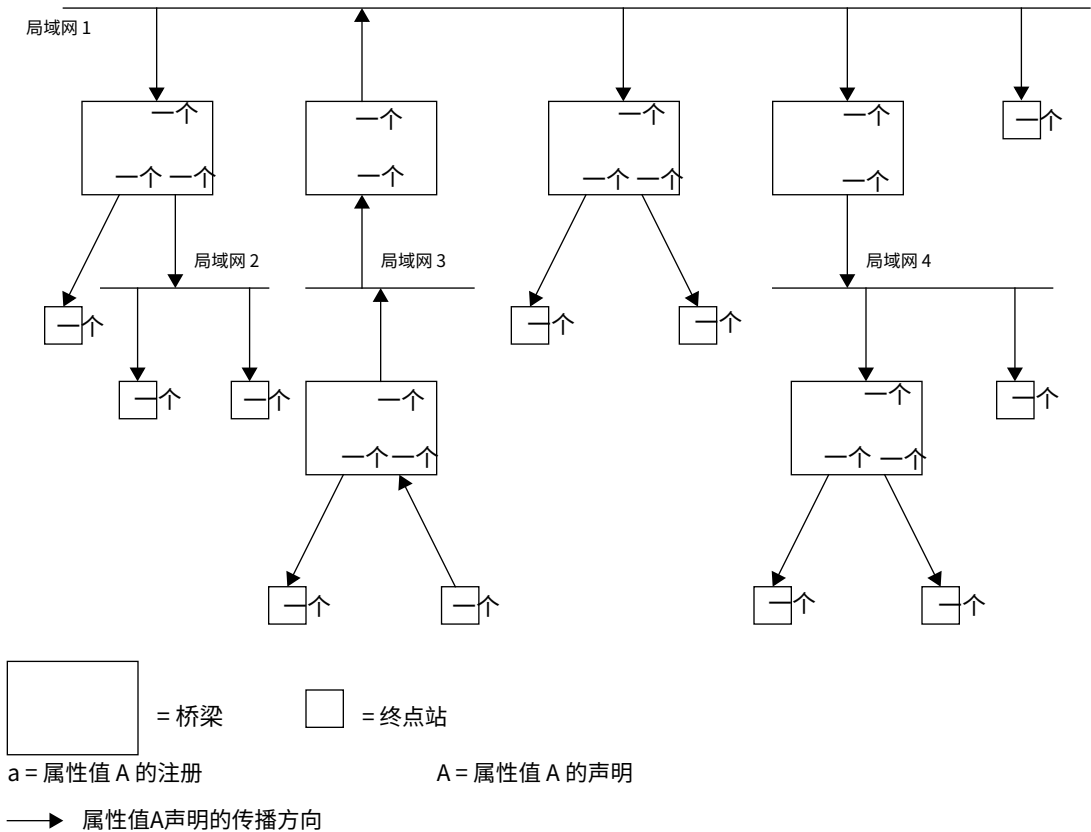 局域网 1
一个
一个
一个
一个
一个
一个 一个
一个
一个 一个
一个
局域网 2
局域网 3
局域网 4
一个
一个
一个
一个
一个
一个
一个
一个
一个
一个 一个
一个 一个
一个
一个
一个
一个
= 桥梁
= 终点站
a = 属性值 A 的注册
A = 属性值 A 的声明
属性值A声明的传播方向